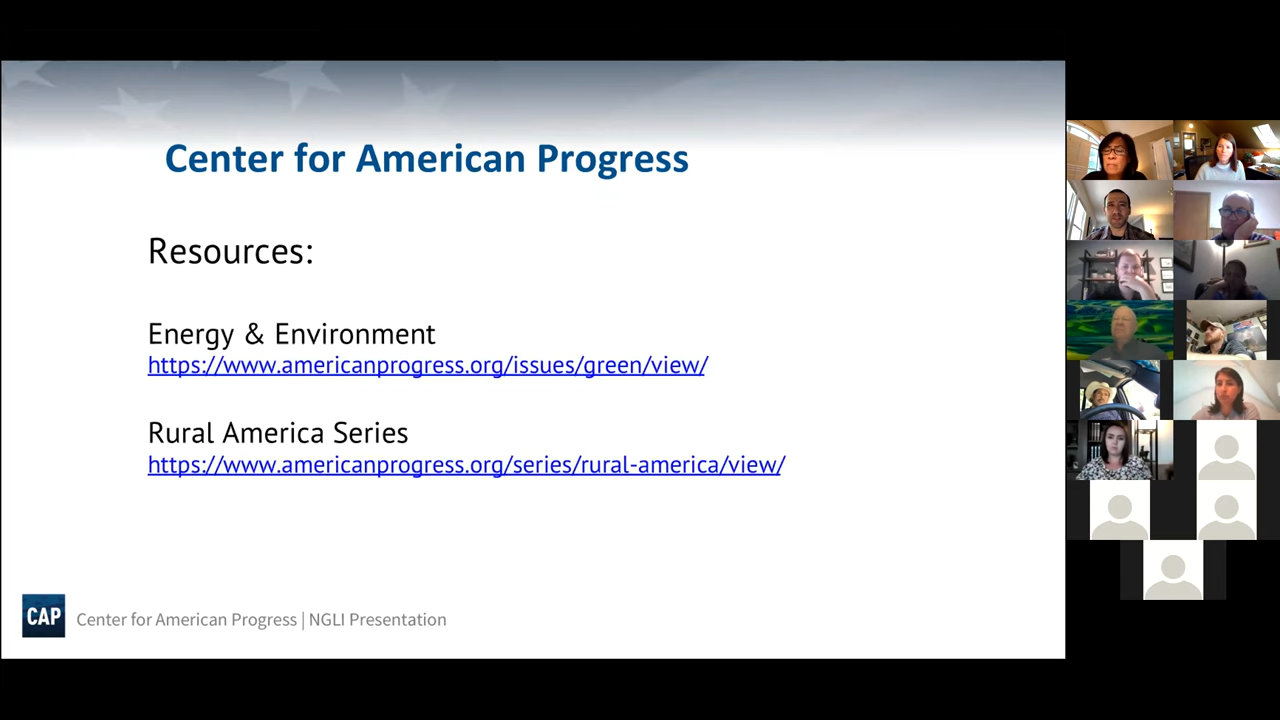 Center for American Progress
Resources:
Energy & Environment
https://www.americanprogress.org/issues/green/view/
Rural America Series
https://www.americanprogress.org/series/rural-america/view/
CAP
Center for American Progress | NGLI Presentation